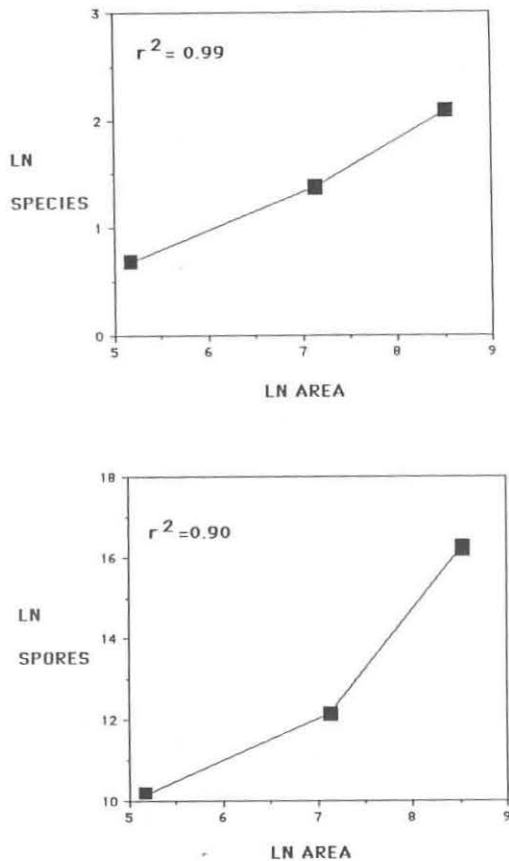 3
r² = 0.99
2
LN
SPECIES
1
0
5 6 7 8 9
LN AREA
18
r² =0.90
16
LN
14
SPORES
12
10
5 6 7 8 9
LN AREA